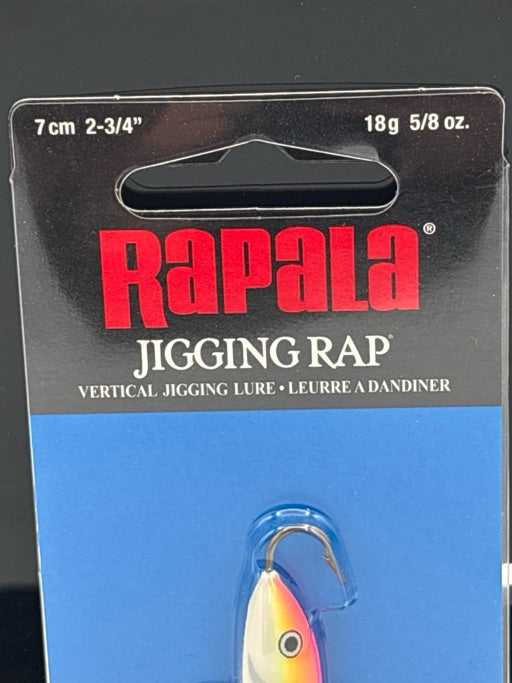 7cm 2-3/4" 18g 5/8 oz.
RAPALA®
JIGGING RAP®
VERTICAL JIGGING LURE • LEURRE A DANDINER